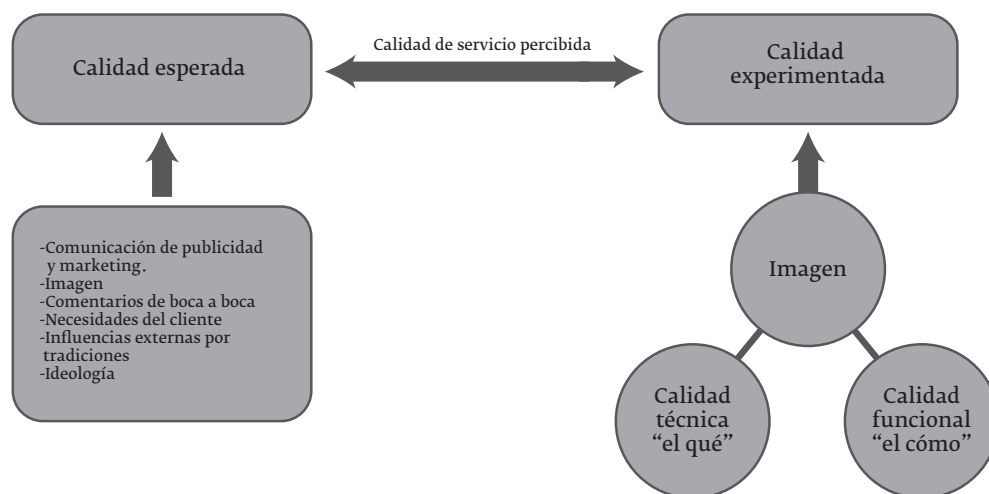 Calidad esperada
Calidad de servicio percibida
Calidad
experimentada
-Comunicación de publicidad
y marketing.
-Imagen
-Comentarios de boca a boca
-Necesidades del cliente
-Influencias externas por
tradiciones
-Ideología
Imagen
Calidad
técnica
“el qué”
Calidad
funcional
“el cómo”